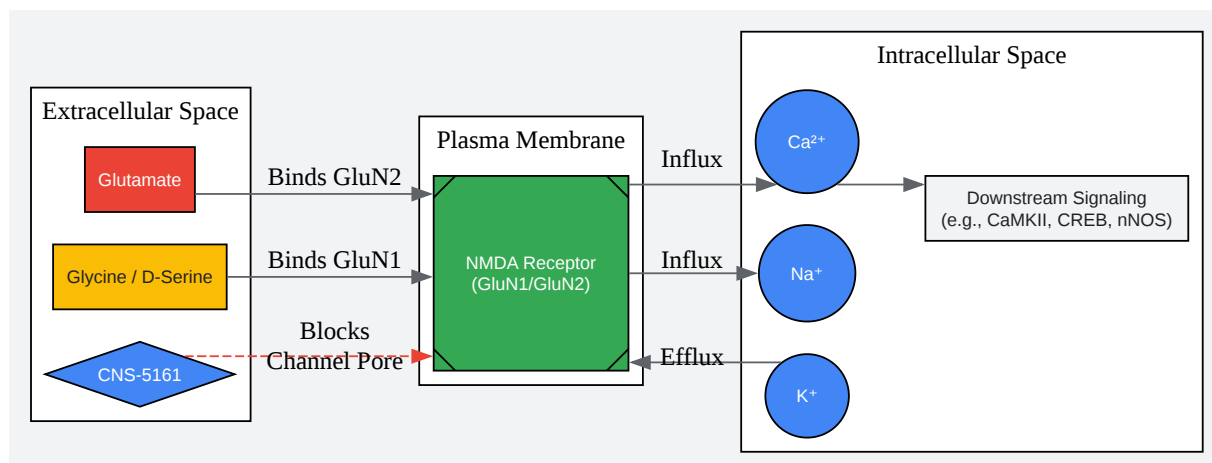 Extracellular Space
Glutamate
Glycine / D-Serine
CNS-5161
Binds GluN2
Binds GluN1
Blocks
Channel Pore
Plasma Membrane
NMDA Receptor
(GluN1/GluN2)
Influx
Influx
Efflux
Intracellular Space
Ca²⁺
Na⁺
K⁺
Downstream Signaling
(e.g., CaMKII, CREB, nNOS)